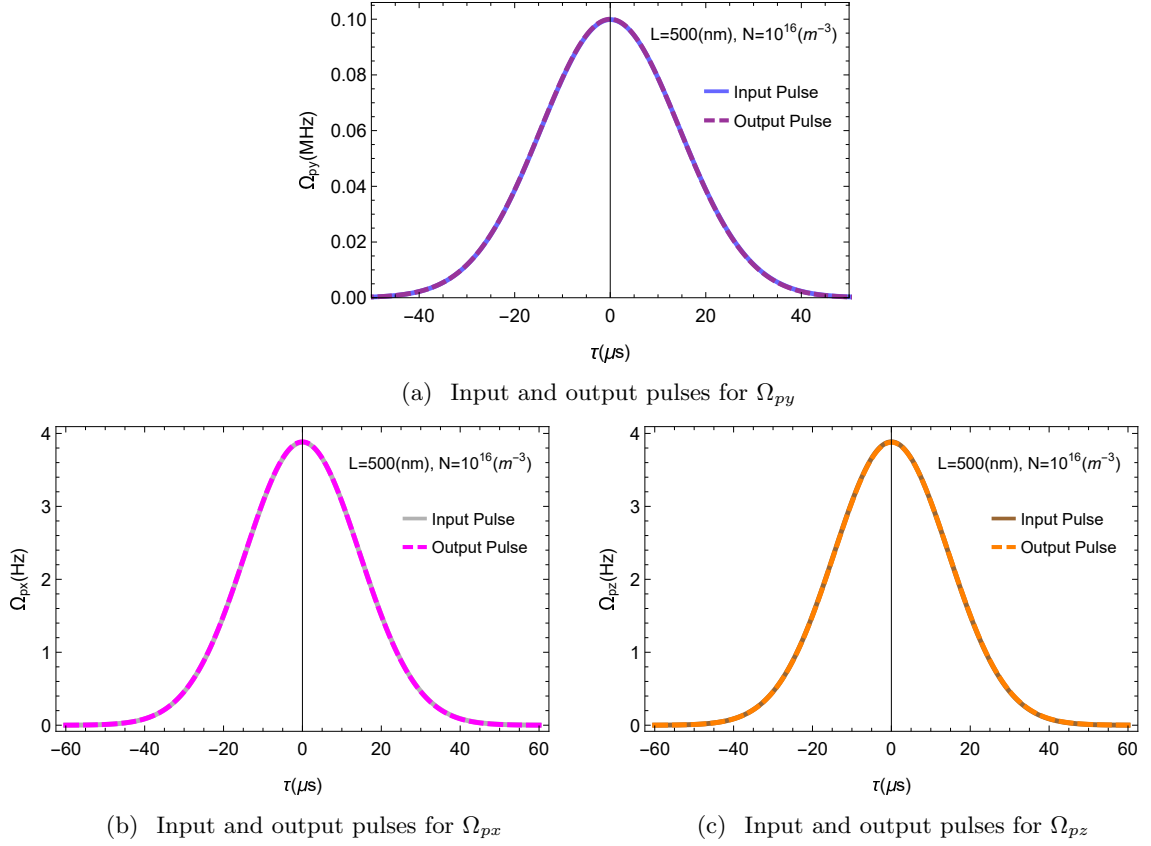 0.10
0.08
0.06
0.04
0.02
0.00
Ω_py(MHz)
L=500(nm), N=10^16(m^-3)
Input Pulse
Output Pulse
−40 −20 0 20 40
τ(μs)
(a) Input and output pulses for Ω_py
4
3
2
1
0
Ω_px(Hz)
L=500(nm), N=10^16(m^-3)
Input Pulse
Output Pulse
−60 −40 −20 0 20 40 60
τ(μs)
(b) Input and output pulses for Ω_px
4
3
2
1
0
Ω_pz(Hz)
L=500(nm), N=10^16(m^-3)
Input Pulse
Output Pulse
−60 −40 −20 0 20 40 60
τ(μs)
(c) Input and output pulses for Ω_pz